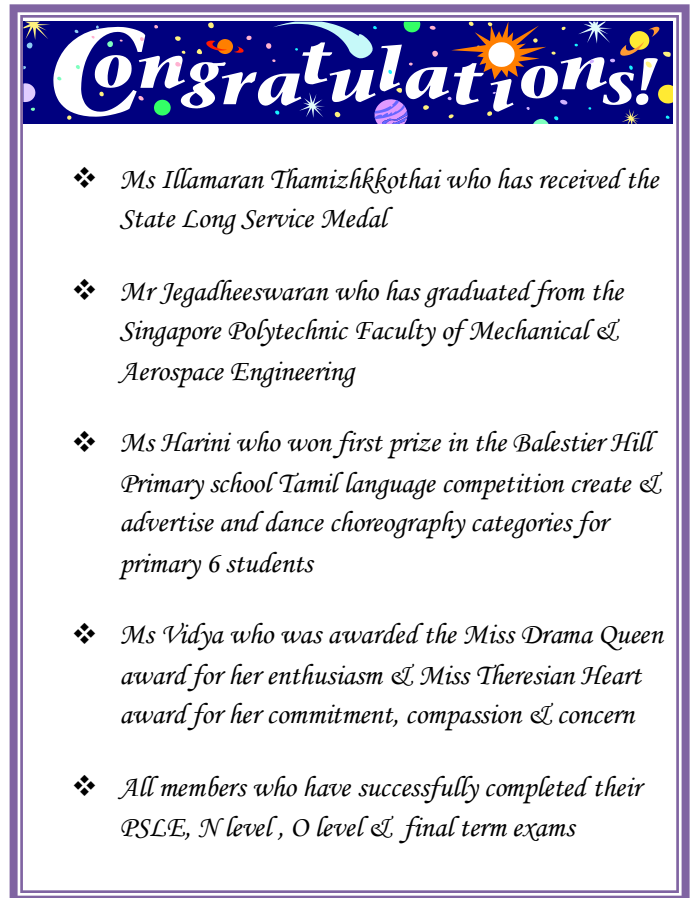 Congratulations!
❖ Ms Illamaran Thamizhkkothai who has received the
State Long Service Medal
❖ Mr Jegadheeswaran who has graduated from the
Singapore Polytechnic Faculty of Mechanical &
Aerospace Engineering
❖ Ms Harini who won first prize in the Balestier Hill
Primary school Tamil language competition create &
advertise and dance choreography categories for
primary 6 students
❖ Ms Vidya who was awarded the Miss Drama Queen
award for her enthusiasm & Miss Theresian Heart
award for her commitment, compassion & concern
❖ All members who have successfully completed their
PSLE, N level , O level & final term exams